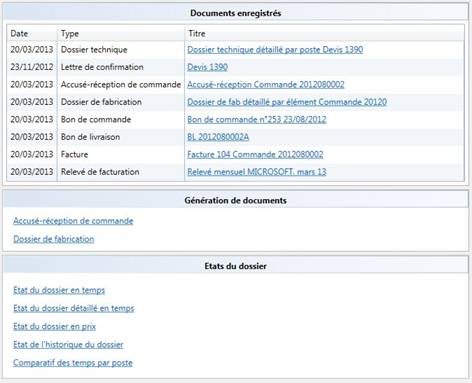 Documents enregistrés
Date Type Titre
20/03/2013 Dossier technique Dossier technique détaillé par poste Devis 1390
23/11/2012 Lettre de confirmation Devis 1390
20/03/2013 Accusé-réception de commande Accusé-réception Commande 2012080002
20/03/2013 Dossier de fabrication Dossier de fab détaillé par élément Commande 20120
20/03/2013 Bon de commande Bon de commande n°253 23/08/2012
20/03/2013 Bon de livraison BL 2012080002A
20/03/2013 Facture Facture 104 Commande 2012080002
20/03/2013 Relevé de facturation Relevé mensuel MICROSOFT. mars 13
Génération de documents
Accusé-réception de commande
Dossier de fabrication
Etats du dossier
Etat du dossier en temps
Etat du dossier détaillé en temps
Etat du dossier en prix
Etat de l'historique du dossier
Comparatif des temps par poste